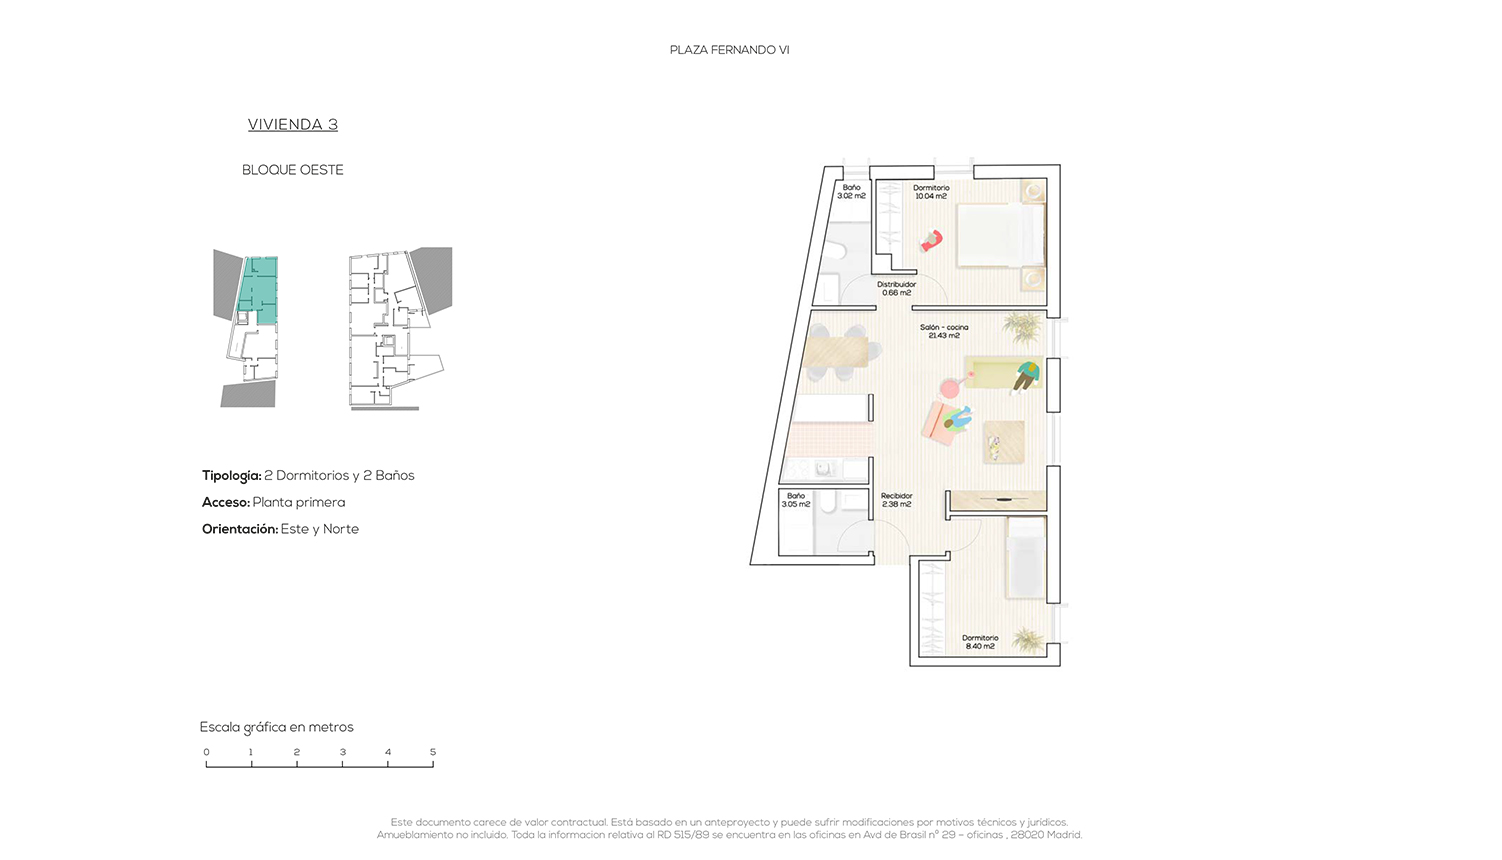 PLAZA FERNANDO VI
VIVIENDA 3
BLOQUE OESTE
Tipología: 2 Dormitorios y 2 Baños
Acceso: Planta primera
Orientación: Este y Norte
Escala gráfica en metros
0 1 2 3 4 5
Baño
3.02 m2
Dormitorio
10.04 m2
Distribuidor
0.66 m2
Salón - cocina
21.43 m2
Baño
3.05 m2
Recibidor
2.38 m2
Dormitorio
8.40 m2
Este documento carece de valor contractual. Está basado en un anteproyecto y puede sufrir modificaciones por motivos técnicos y jurídicos.
Amueblamiento no incluido. Toda la informacion relativa al RD 515/89 se encuentra en las oficinas en Avd de Brasil nº 29 – oficinas , 28020 Madrid.